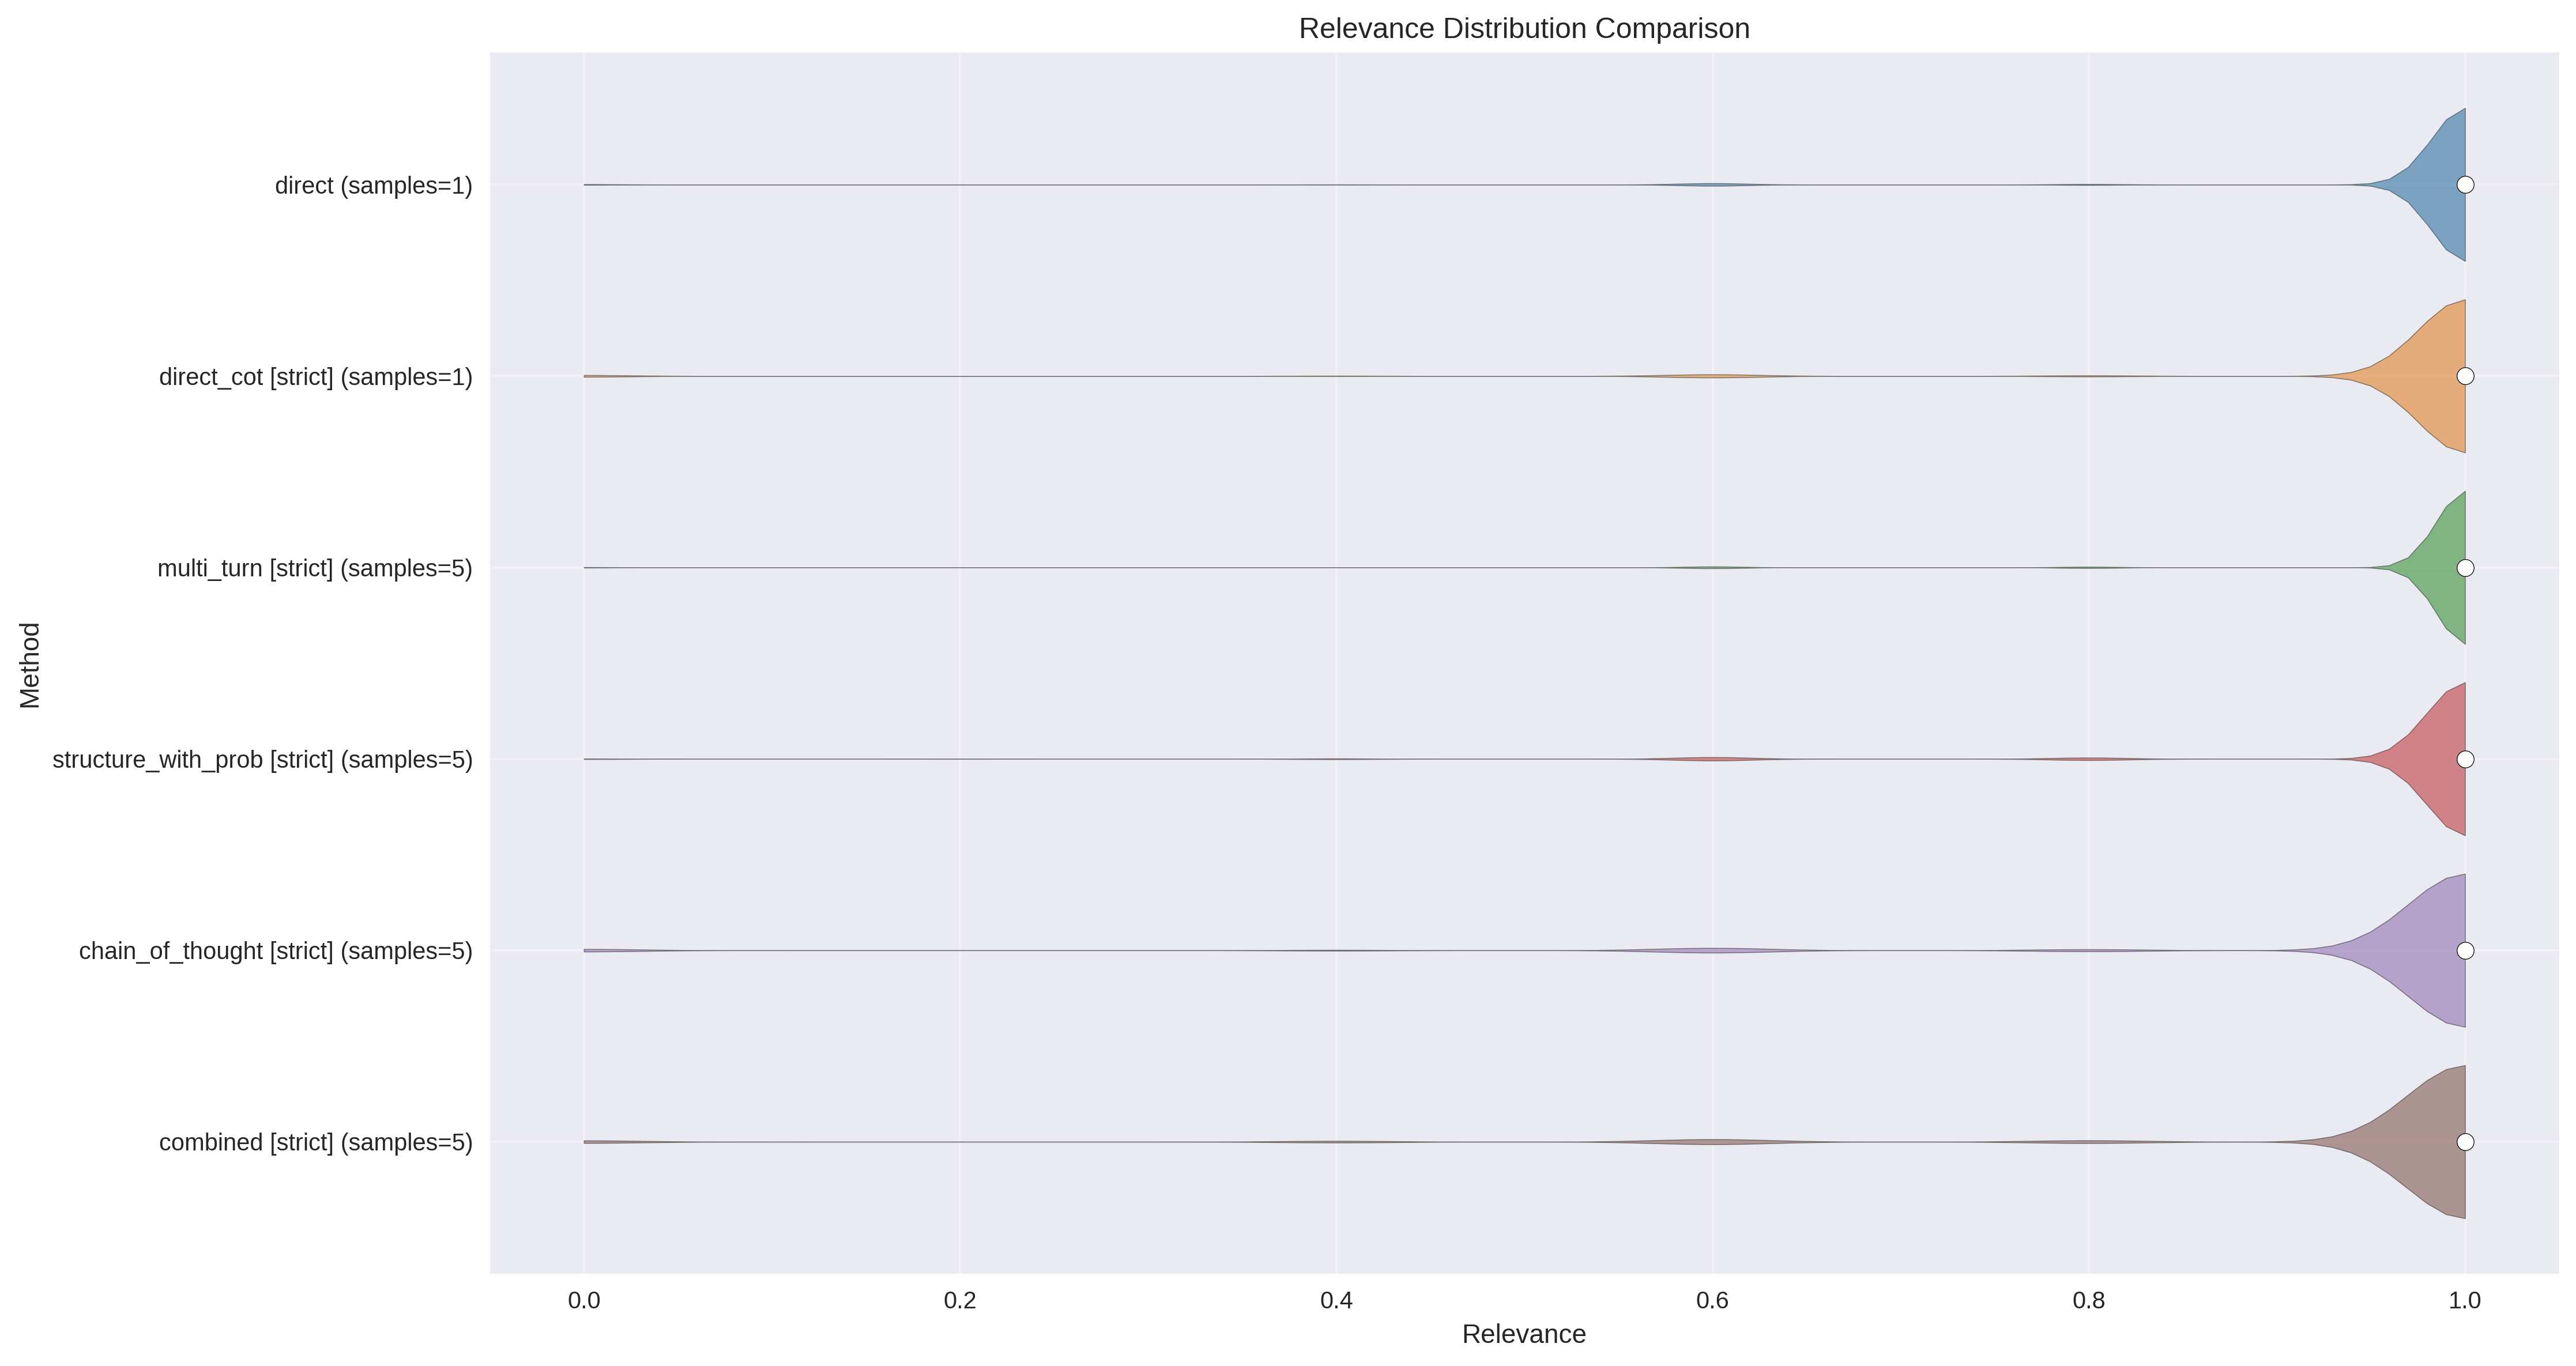 Relevance Distribution Comparison
direct (samples=1)
direct_cot [strict] (samples=1)
multi_turn [strict] (samples=5)
structure_with_prob [strict] (samples=5)
chain_of_thought [strict] (samples=5)
combined [strict] (samples=5)
Method
0.0 0.2 0.4 0.6 0.8 1.0
Relevance